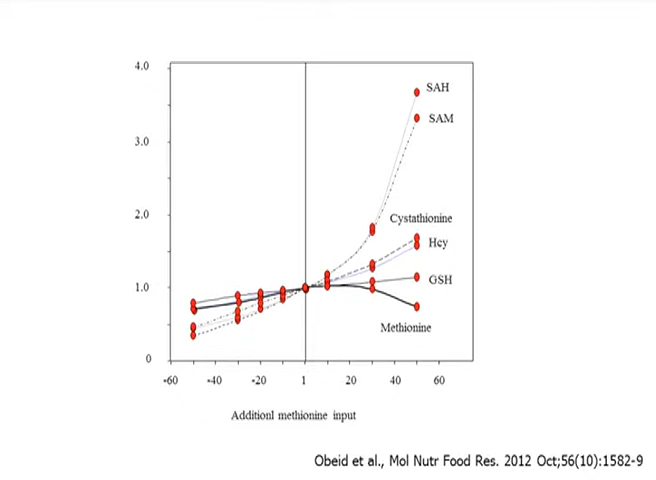 4.0
SAH
SAM
3.0
2.0
Cystathionine
Hcy
1.0
GSH
Methionine
0
-60 -40 -20 1 20 40 60
Additionl methionine input
Obeid et al., Mol Nutr Food Res. 2012 Oct;56(10):1582-9